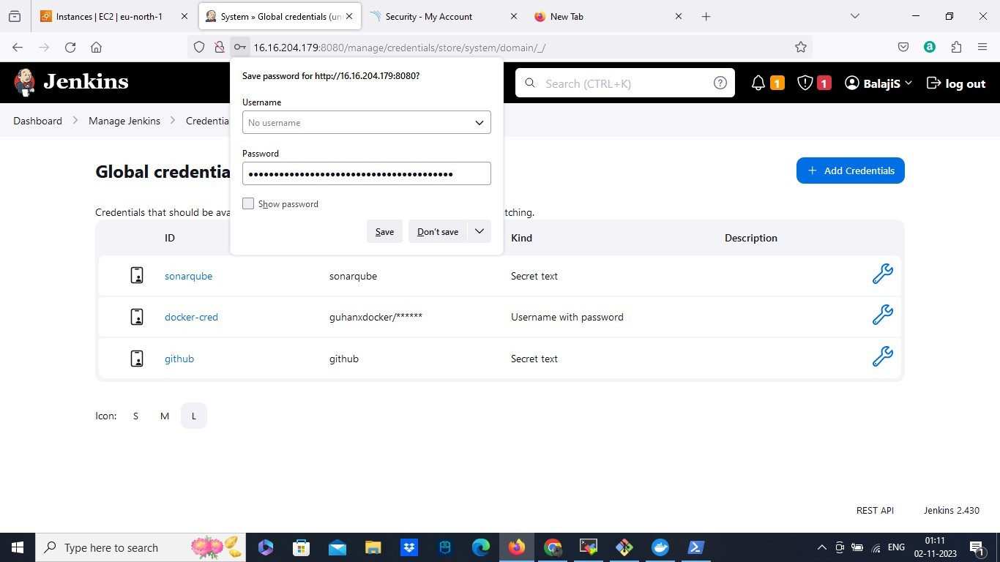 Instances | EC2 | eu-north-1
System » Global credentials (un
Security - My Account
New Tab
16.16.204.179:8080/manage/credentials/store/system/domain/_/
Jenkins
Search (CTRL+K)
1
1
BalajiS
log out
Dashboard
Manage Jenkins
Credentia
Save password for http://16.16.204.179:8080?
Username
No username
Password
••••••••••••••••••••••••••••••••••••••••
Show password
Save
Don't save
Global credentia
+ Add Credentials
Credentials that should be ava
tching.
ID
Kind
Description
sonarqube
sonarqube
Secret text
docker-cred
guhanxdocker/******
Username with password
github
github
Secret text
Icon:
S
M
L
REST API
Jenkins 2.430
Type here to search
ENG
01:11
02-11-2023
1